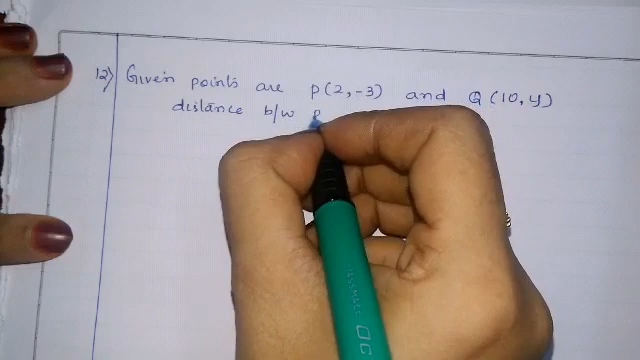 12) Given points are P(2,-3) and Q(10,y)
distance b/w P